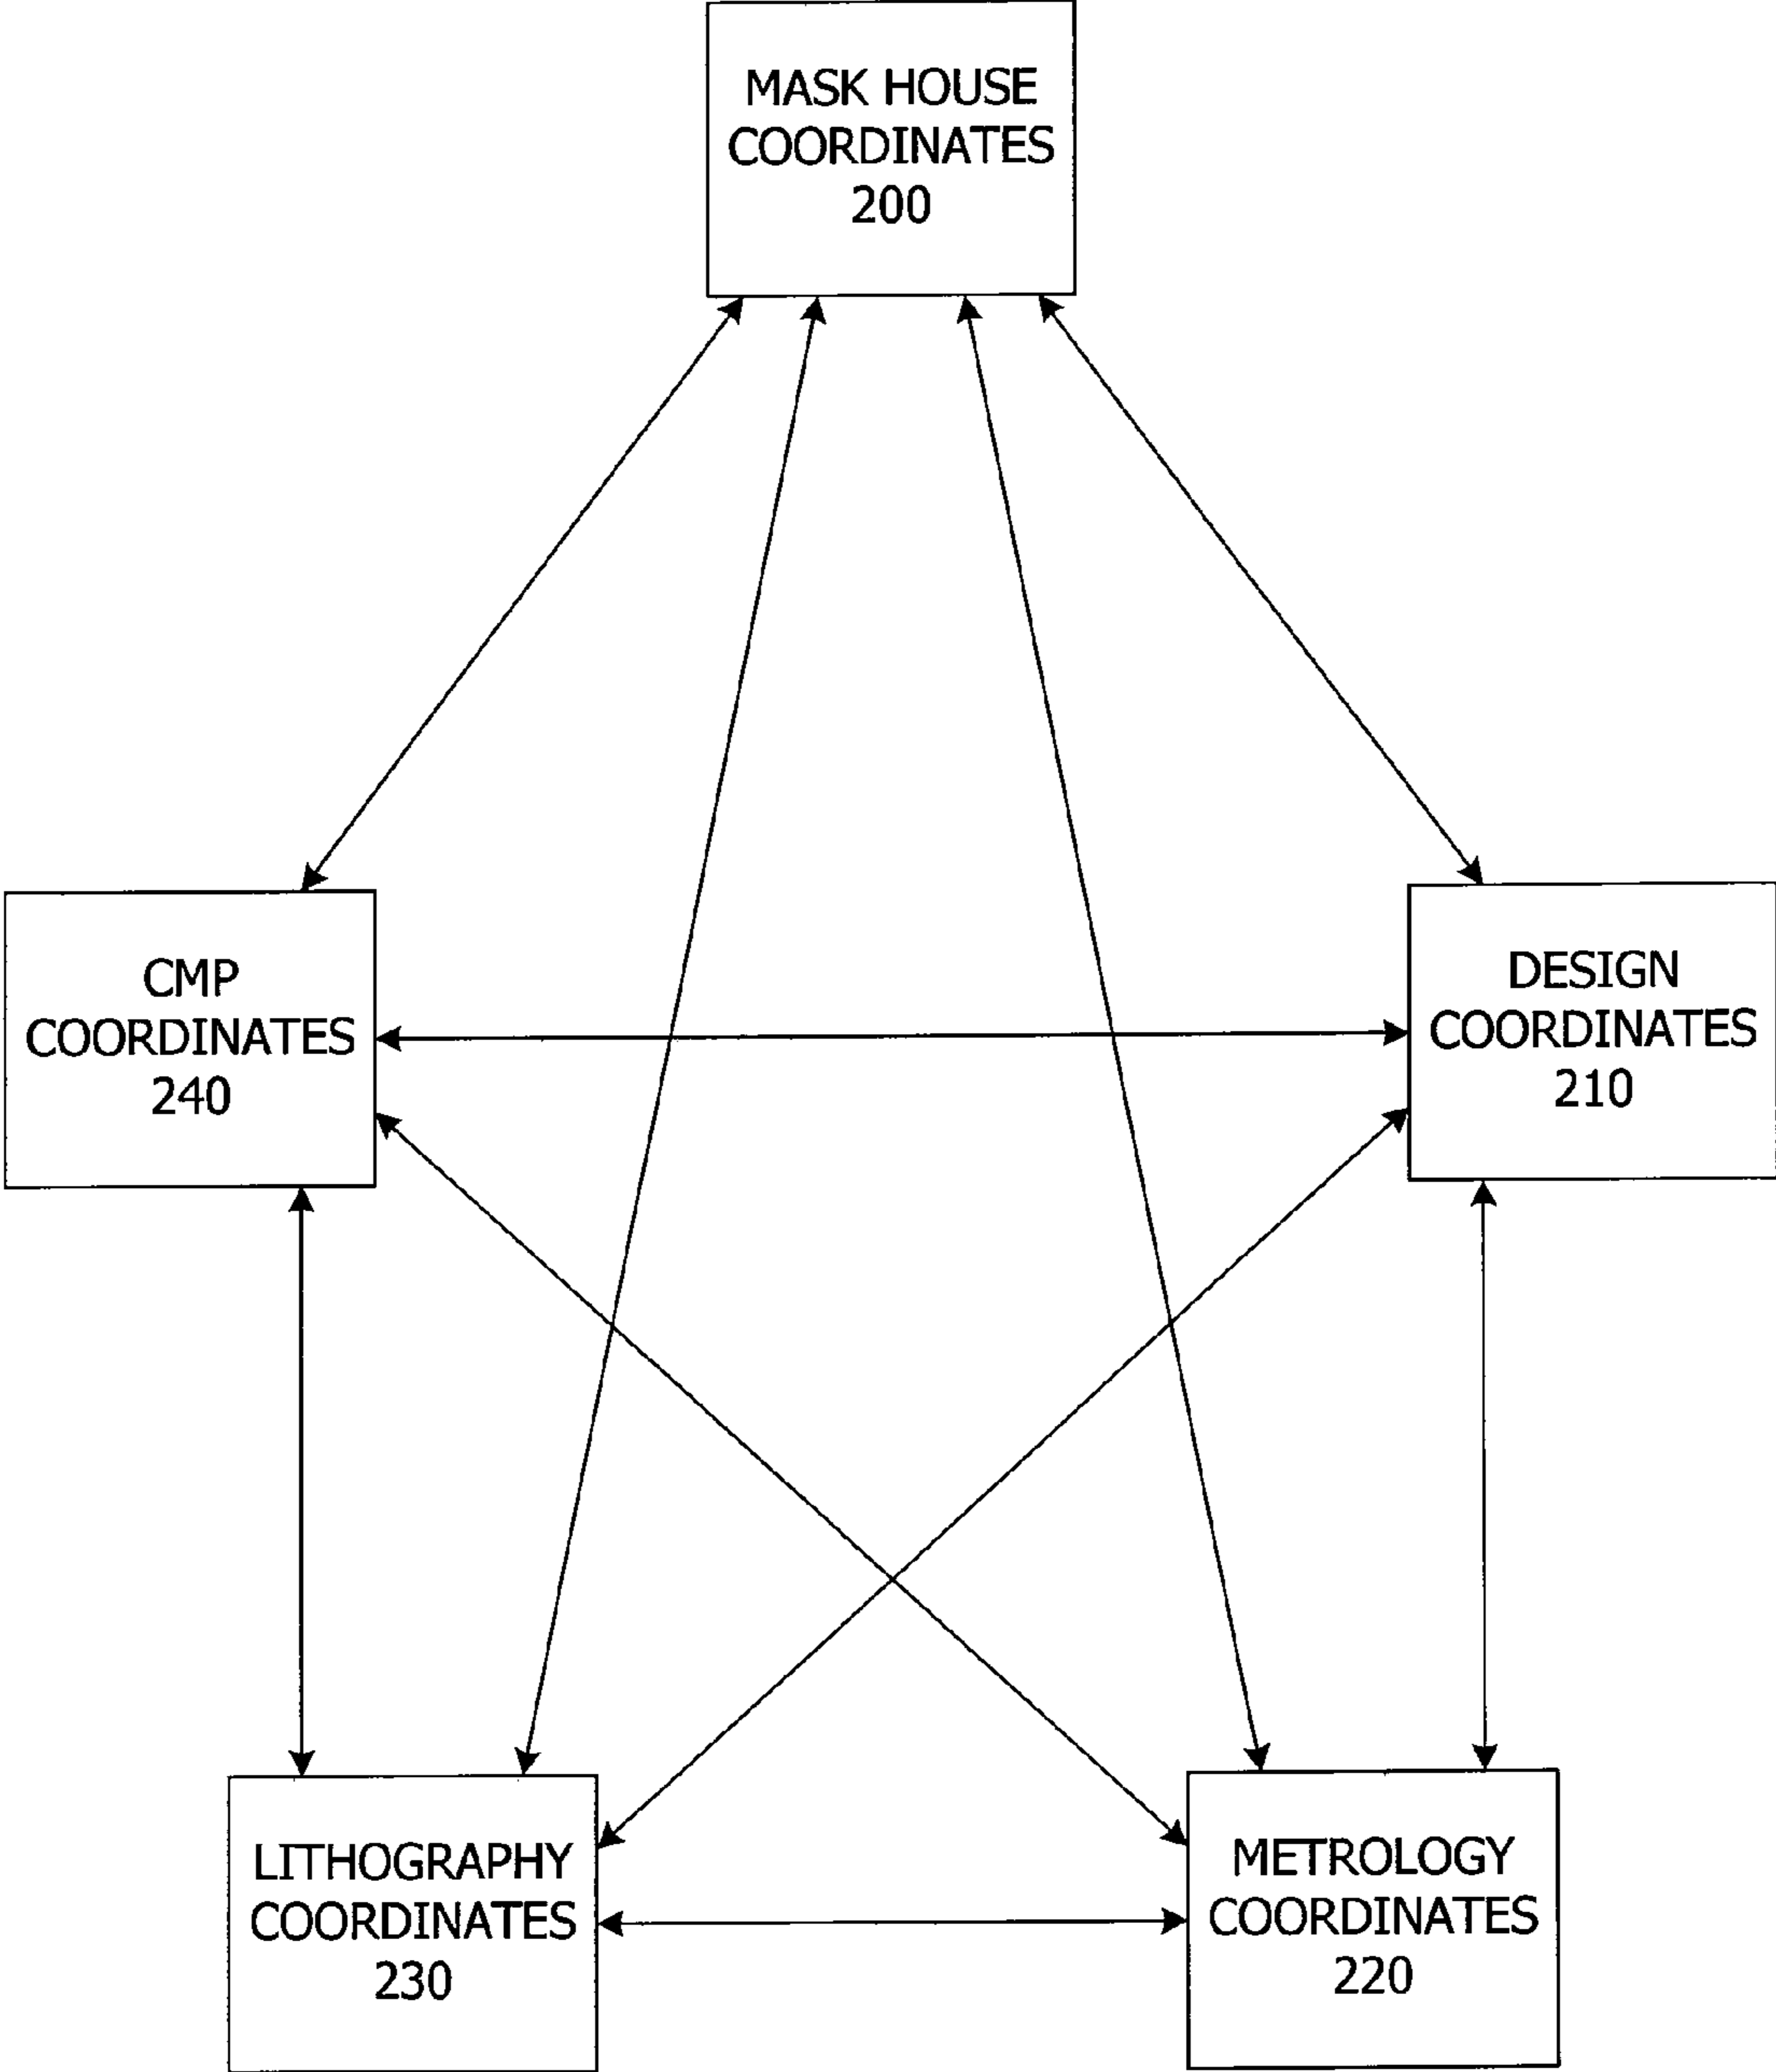 MASK HOUSE
COORDINATES
200
CMP
COORDINATES
240
DESIGN
COORDINATES
210
LITHOGRAPHY
COORDINATES
230
METROLOGY
COORDINATES
220